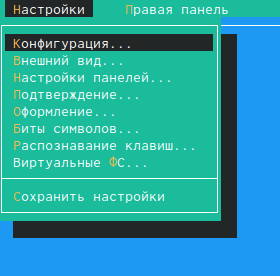 Настройки Правая панель
Конфигурация...
Внешний вид...
Настройки панелей...
Подтверждение...
Оформление...
Биты символов...
Распознавание клавиш...
Виртуальные ФС...
Сохранить настройки